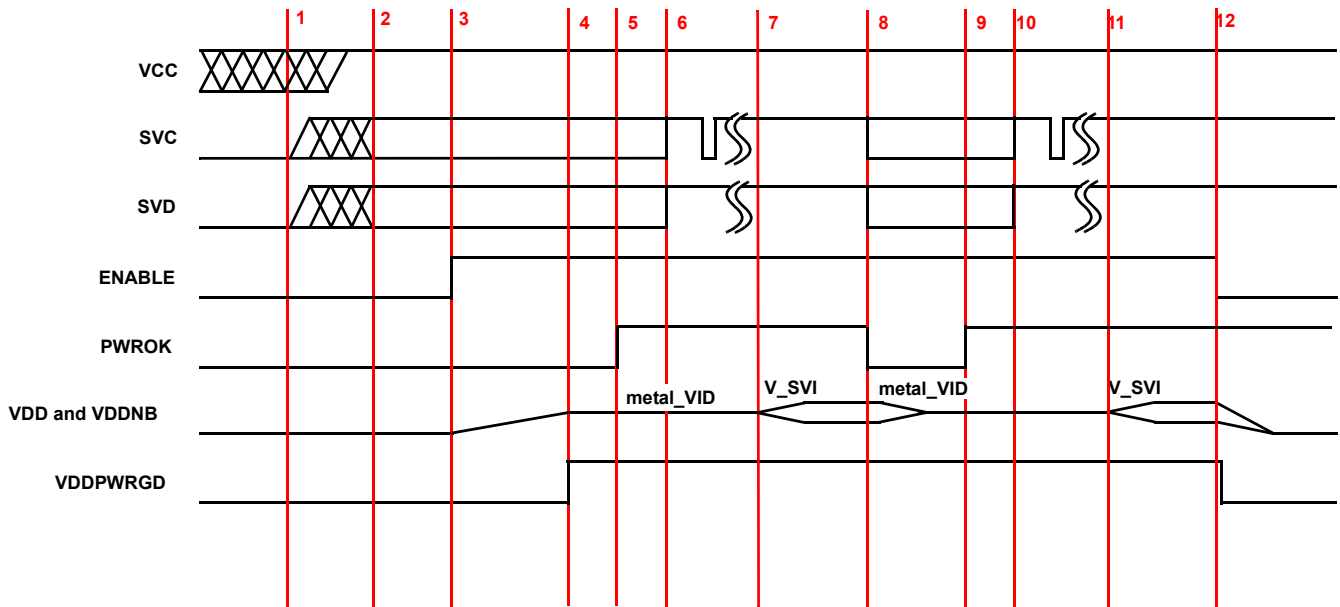 1 2 3 4 5 6 7 8 9 10 11 12
VCC
SVC
SVD
ENABLE
PWROK
metal_VID V_SVI metal_VID V_SVI
VDD and VDDNB
VDDPWRGD